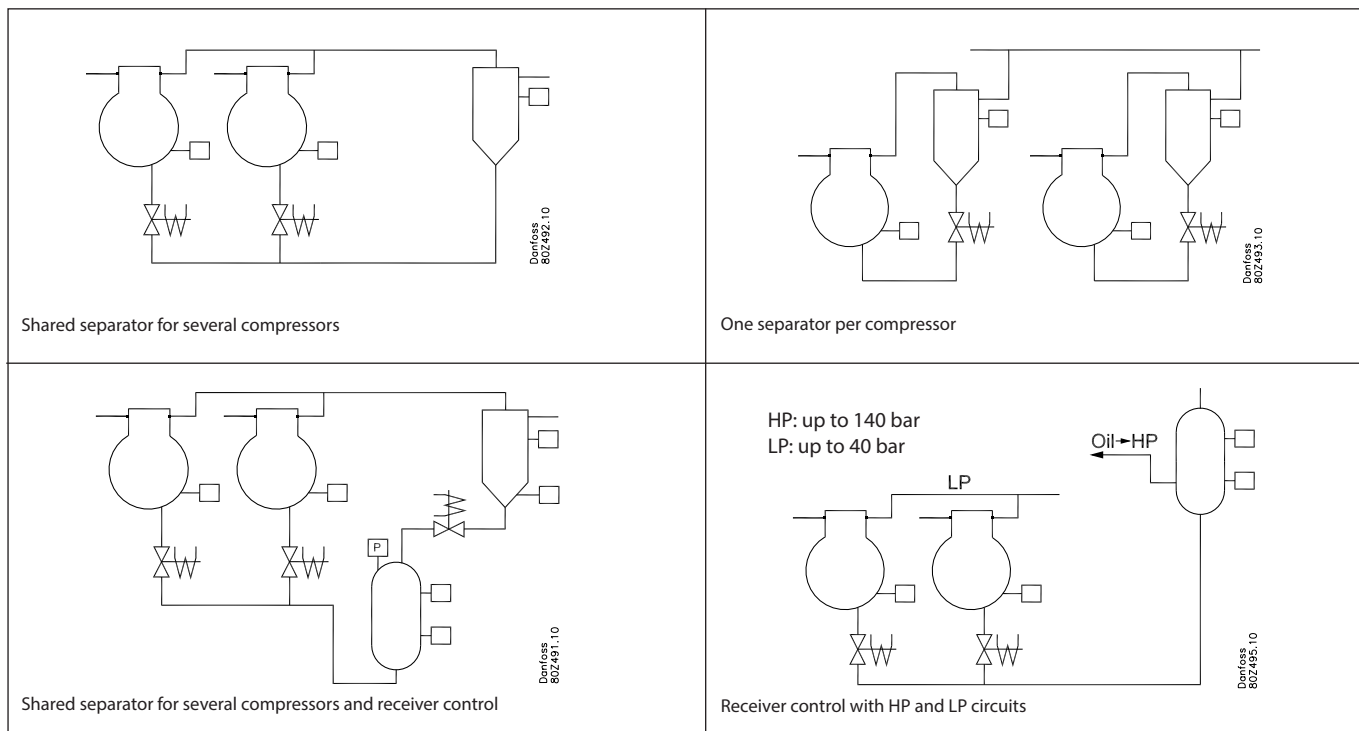 Danfoss
80Z492.10
Shared separator for several compressors
Danfoss
80Z493.10
One separator per compressor
P
Danfoss
80Z491.10
Shared separator for several compressors and receiver control
HP: up to 140 bar
LP: up to 40 bar
Oil→HP
LP
Danfoss
80Z495.10
Receiver control with HP and LP circuits